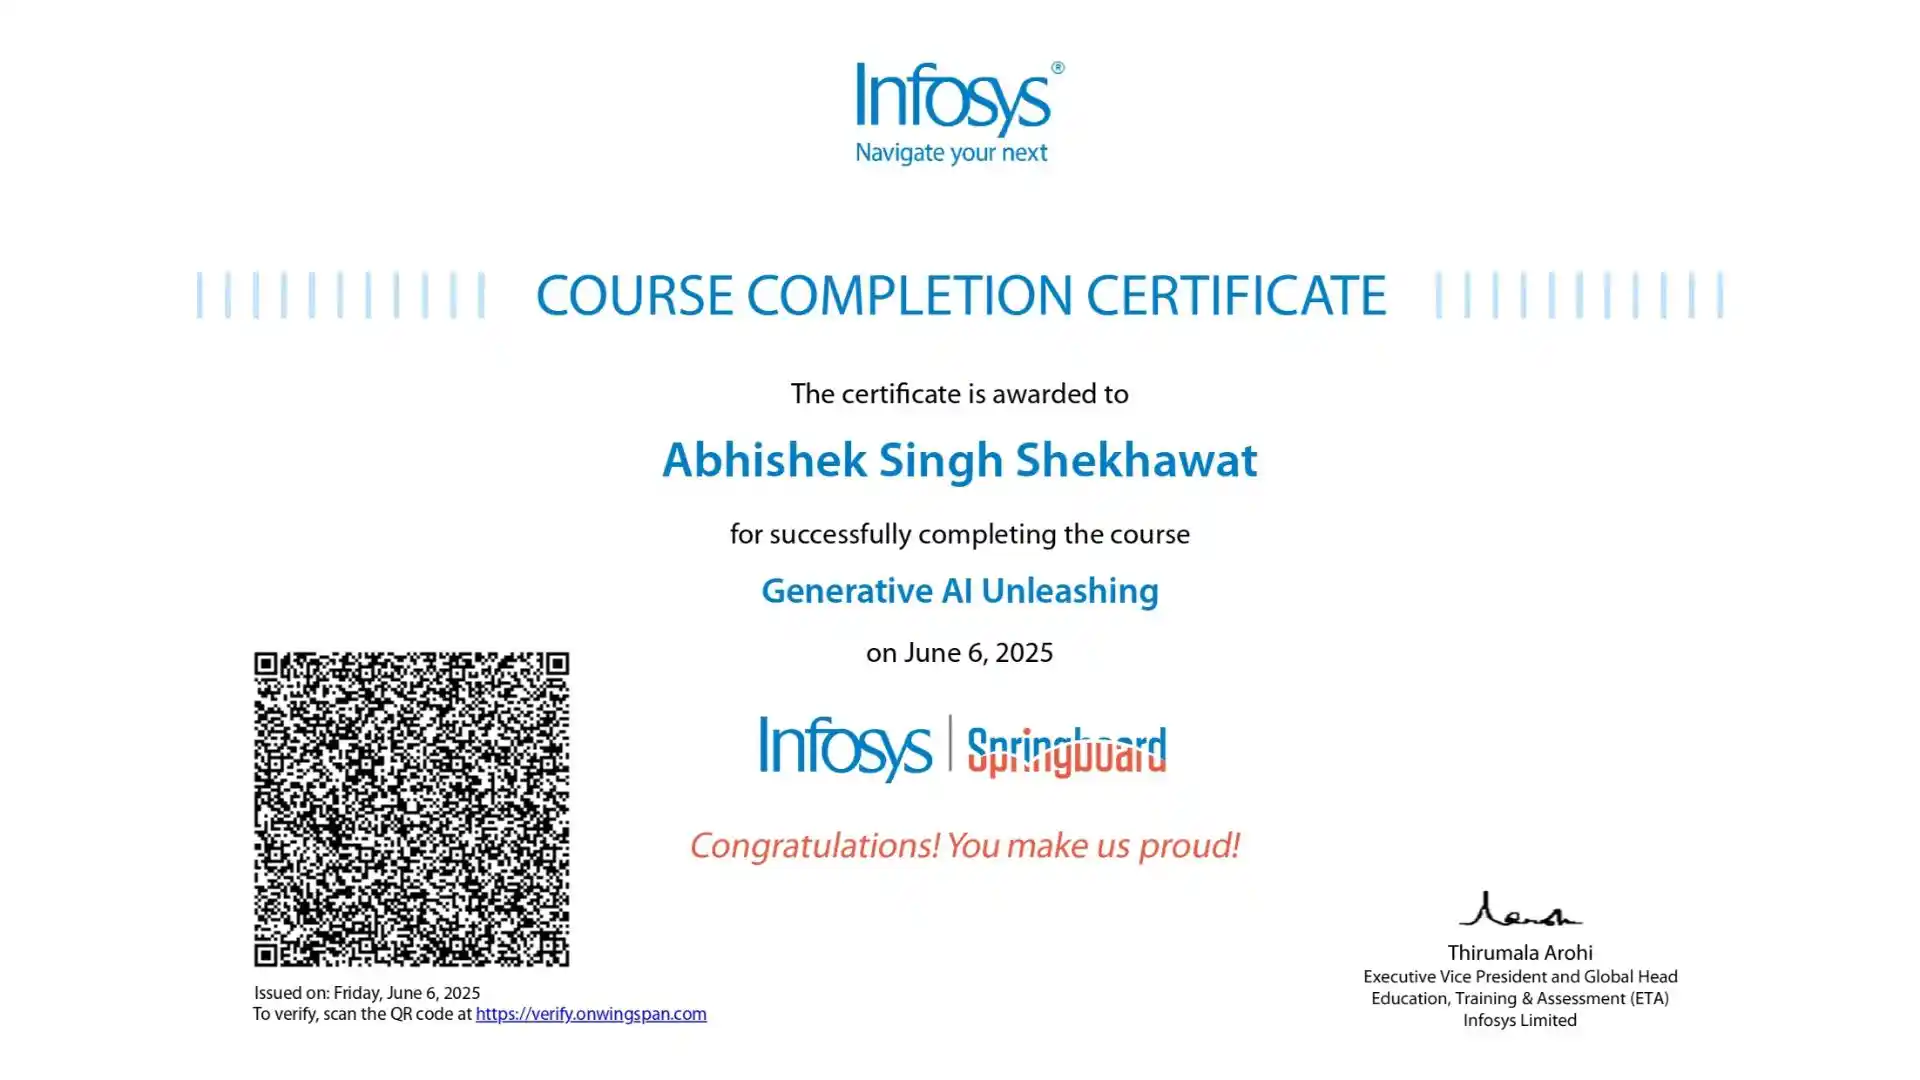 Infosys®
Navigate your next
COURSE COMPLETION CERTIFICATE
The certificate is awarded to
Abhishek Singh Shekhawat
for successfully completing the course
Generative AI Unleashing
on June 6, 2025
Infosys | Springboard
Congratulations! You make us proud!
Issued on: Friday, June 6, 2025
To verify, scan the QR code at https://verify.onwingspan.com
Thirumala Arohi
Executive Vice President and Global Head
Education, Training & Assessment (ETA)
Infosys Limited